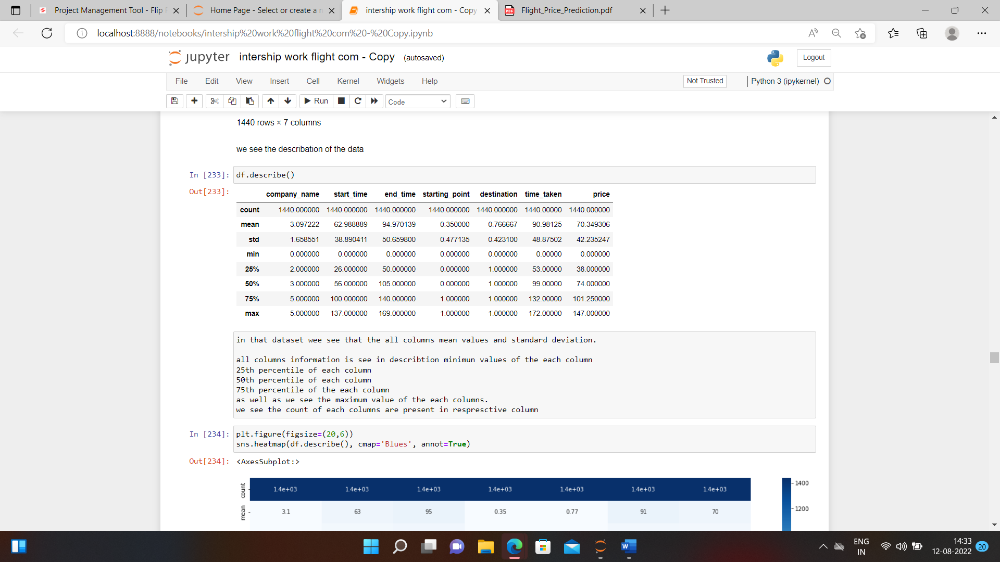 Project Management Tool - Flip
Home Page - Select or create a n
intership work flight com - Copy
Flight_Price_Prediction.pdf
localhost:8888/notebooks/intership%20work%20flight%20com%20-%20Copy.ipynb
jupyter intership work flight com - Copy (autosaved)
Logout
File Edit View Insert Cell Kernel Widgets Help
Not Trusted
Python 3 (ipykernel)
Run
Code
1440 rows × 7 columns
we see the describation of the data
In [233]: df.describe()
Out[233]:
company_name start_time end_time starting_point destination time_taken price
count 1440.000000 1440.000000 1440.000000 1440.000000 1440.000000 1440.00000 1440.000000
mean 3.097222 62.988889 94.970139 0.350000 0.766667 90.98125 70.349306
std 1.658551 38.890411 50.659800 0.477135 0.423100 48.87502 42.235247
min 0.000000 0.000000 0.000000 0.000000 0.000000 0.00000 0.000000
25% 2.000000 26.000000 50.000000 0.000000 1.000000 53.00000 38.000000
50% 3.000000 56.000000 105.000000 0.000000 1.000000 99.00000 74.000000
75% 5.000000 100.000000 140.000000 1.000000 1.000000 132.00000 101.250000
max 5.000000 137.000000 169.000000 1.000000 1.000000 172.00000 147.000000
in that dataset wee see that the all columns mean values and standard deviation.
all columns information is see in describtion minimun values of the each column
25th percentile of each column
50th percentile of each column
75th percentile of the each column
as well as we see the maximum value of the each columns.
we see the count of each columns are present in respresctive column
In [234]: plt.figure(figsize=(20,6))
sns.heatmap(df.describe(), cmap='Blues', annot=True)
Out[234]: <AxesSubplot:>
count 1.4e+03 1.4e+03 1.4e+03 1.4e+03 1.4e+03 1.4e+03 1.4e+03
1400
mean 3.1 63 95 0.35 0.77 91 70
1200
ENG
IN
14:33
12-08-2022
20